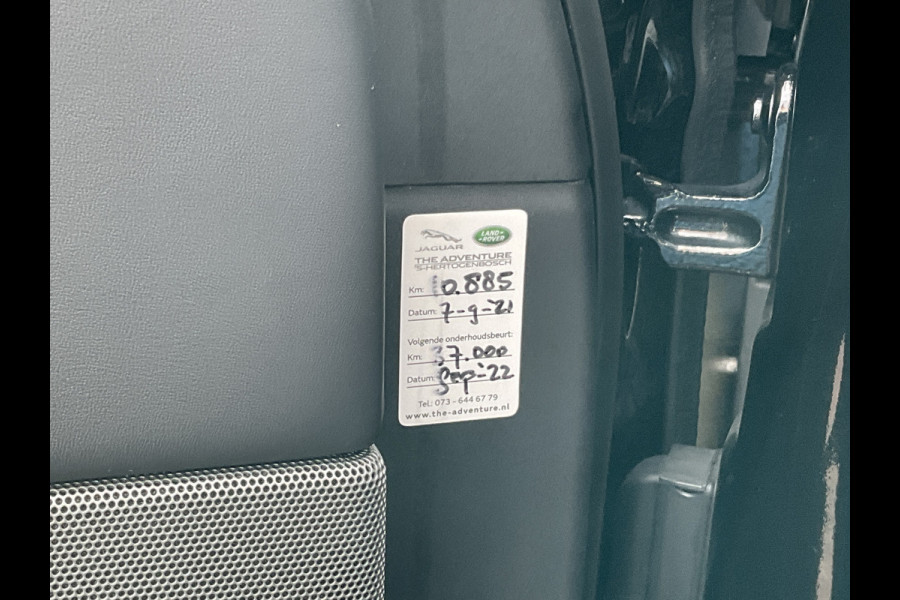 JAGUAR
LAND ROVER
THE ADVENTURE
'S-HERTOGENBOSCH
Km: 0.885
Datum: 7-9-21
Volgende onderhoudsbeurt:
Km: 37.000
Datum: Sep-'22
Tel.: 073 - 644 67 79
www.the-adventure.nl